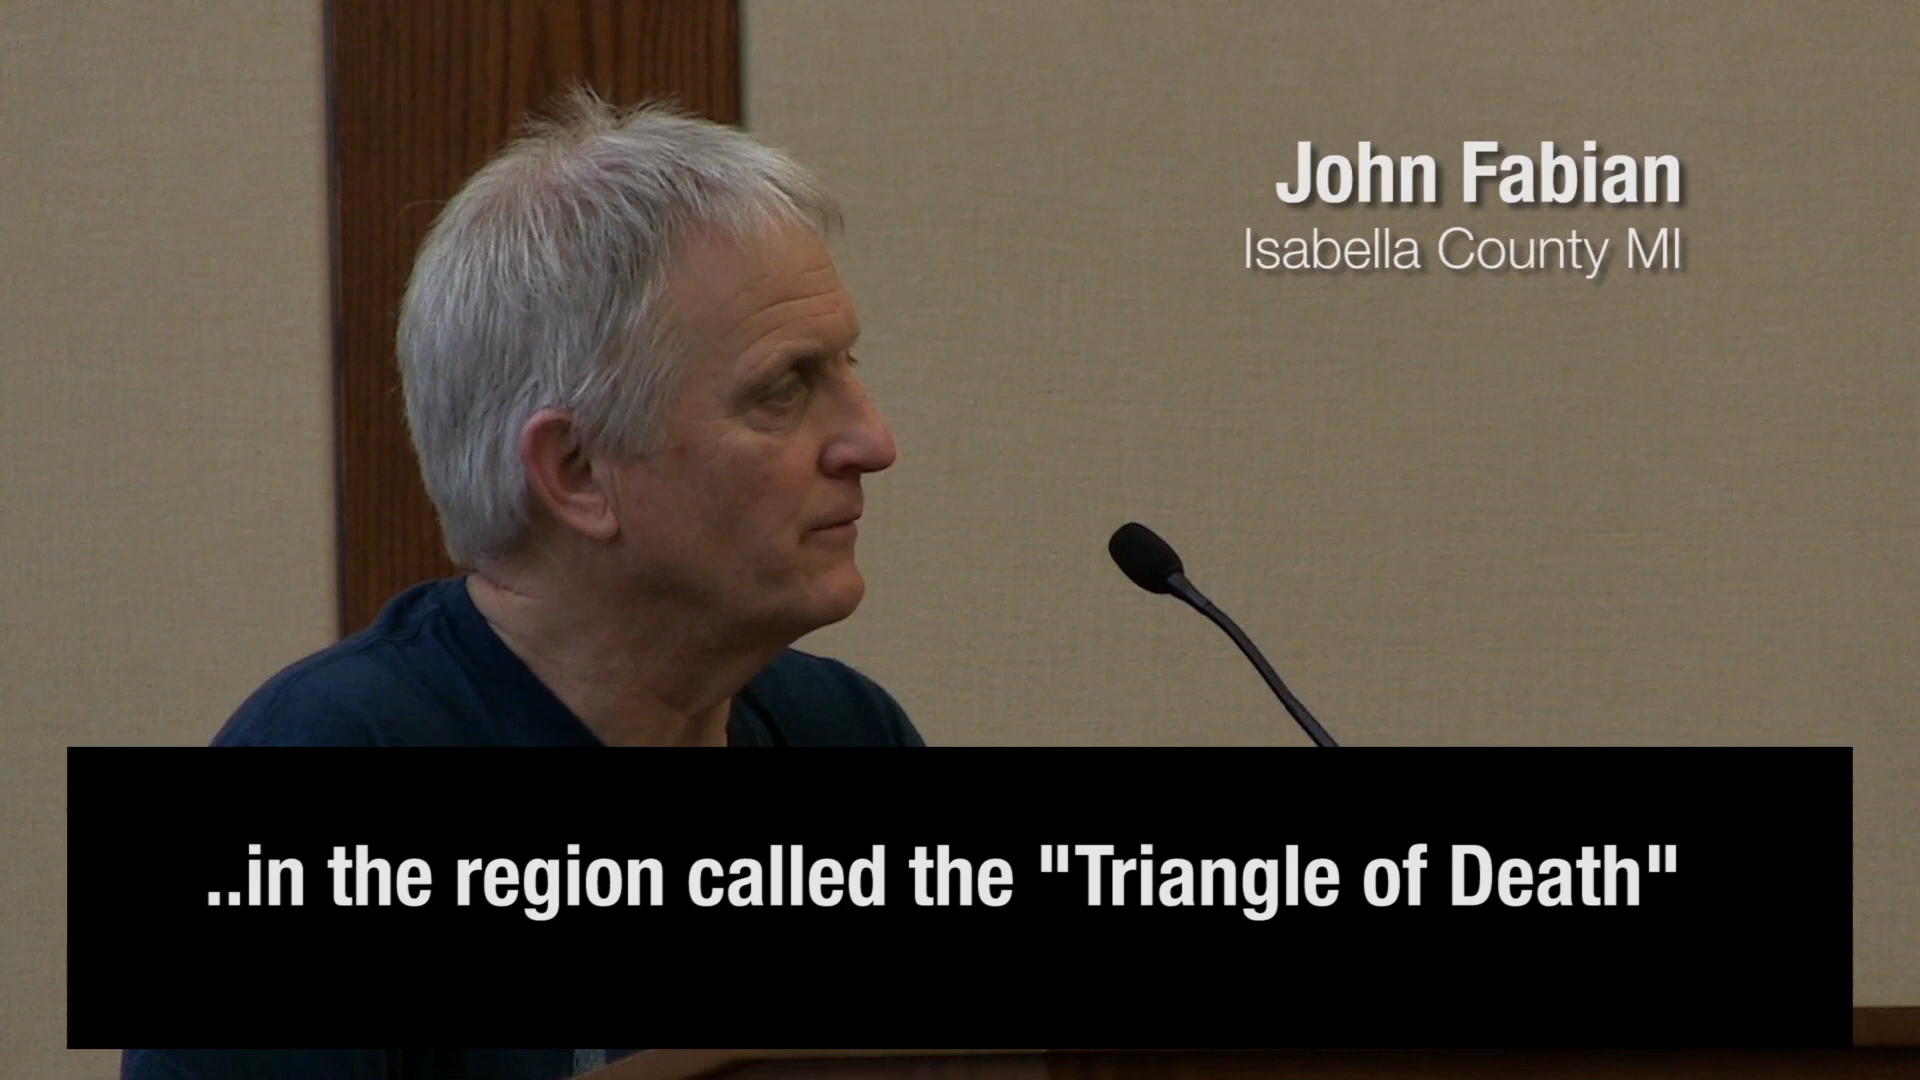 John Fabian
Isabella County MI
..in the region called the "Triangle of Death"